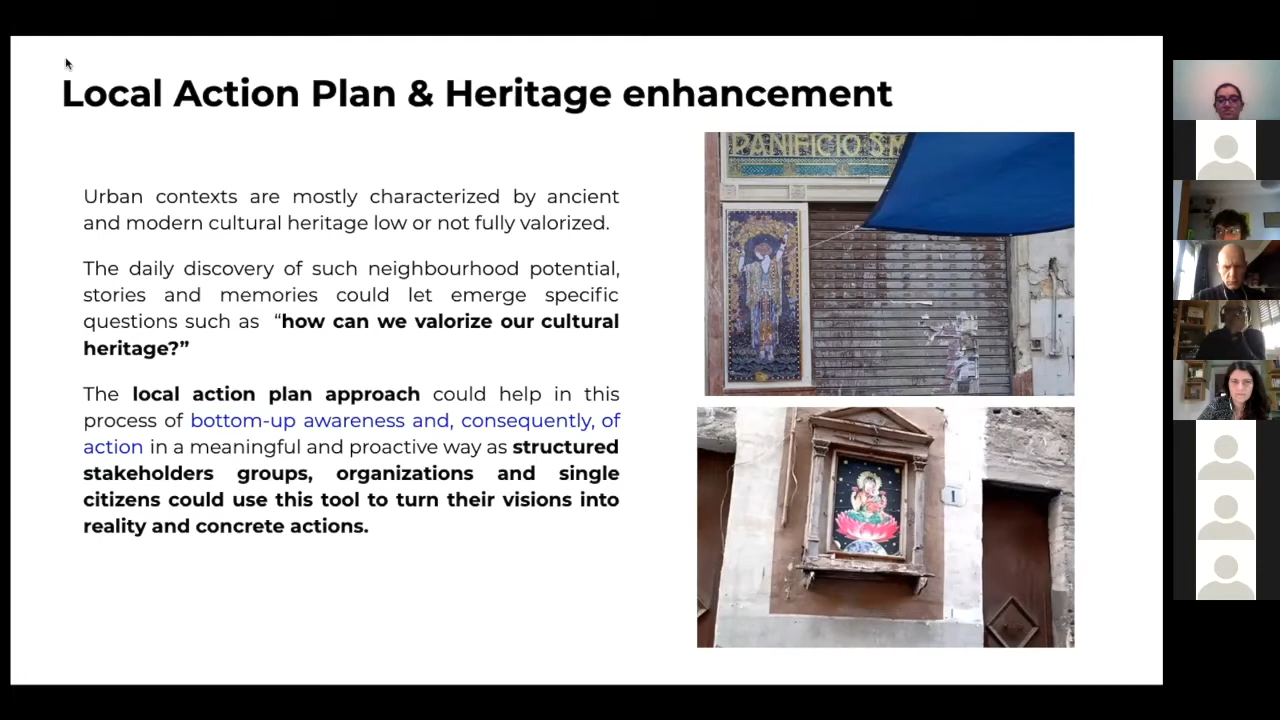 Local Action Plan & Heritage enhancement
PANIFICIO S.M
Urban contexts are mostly characterized by ancient
and modern cultural heritage low or not fully valorized.
The daily discovery of such neighbourhood potential,
stories and memories could let emerge specific
questions such as “how can we valorize our cultural
heritage?”
The local action plan approach could help in this
process of bottom-up awareness and, consequently, of
action in a meaningful and proactive way as structured
stakeholders groups, organizations and single
citizens could use this tool to turn their visions into
reality and concrete actions.
1